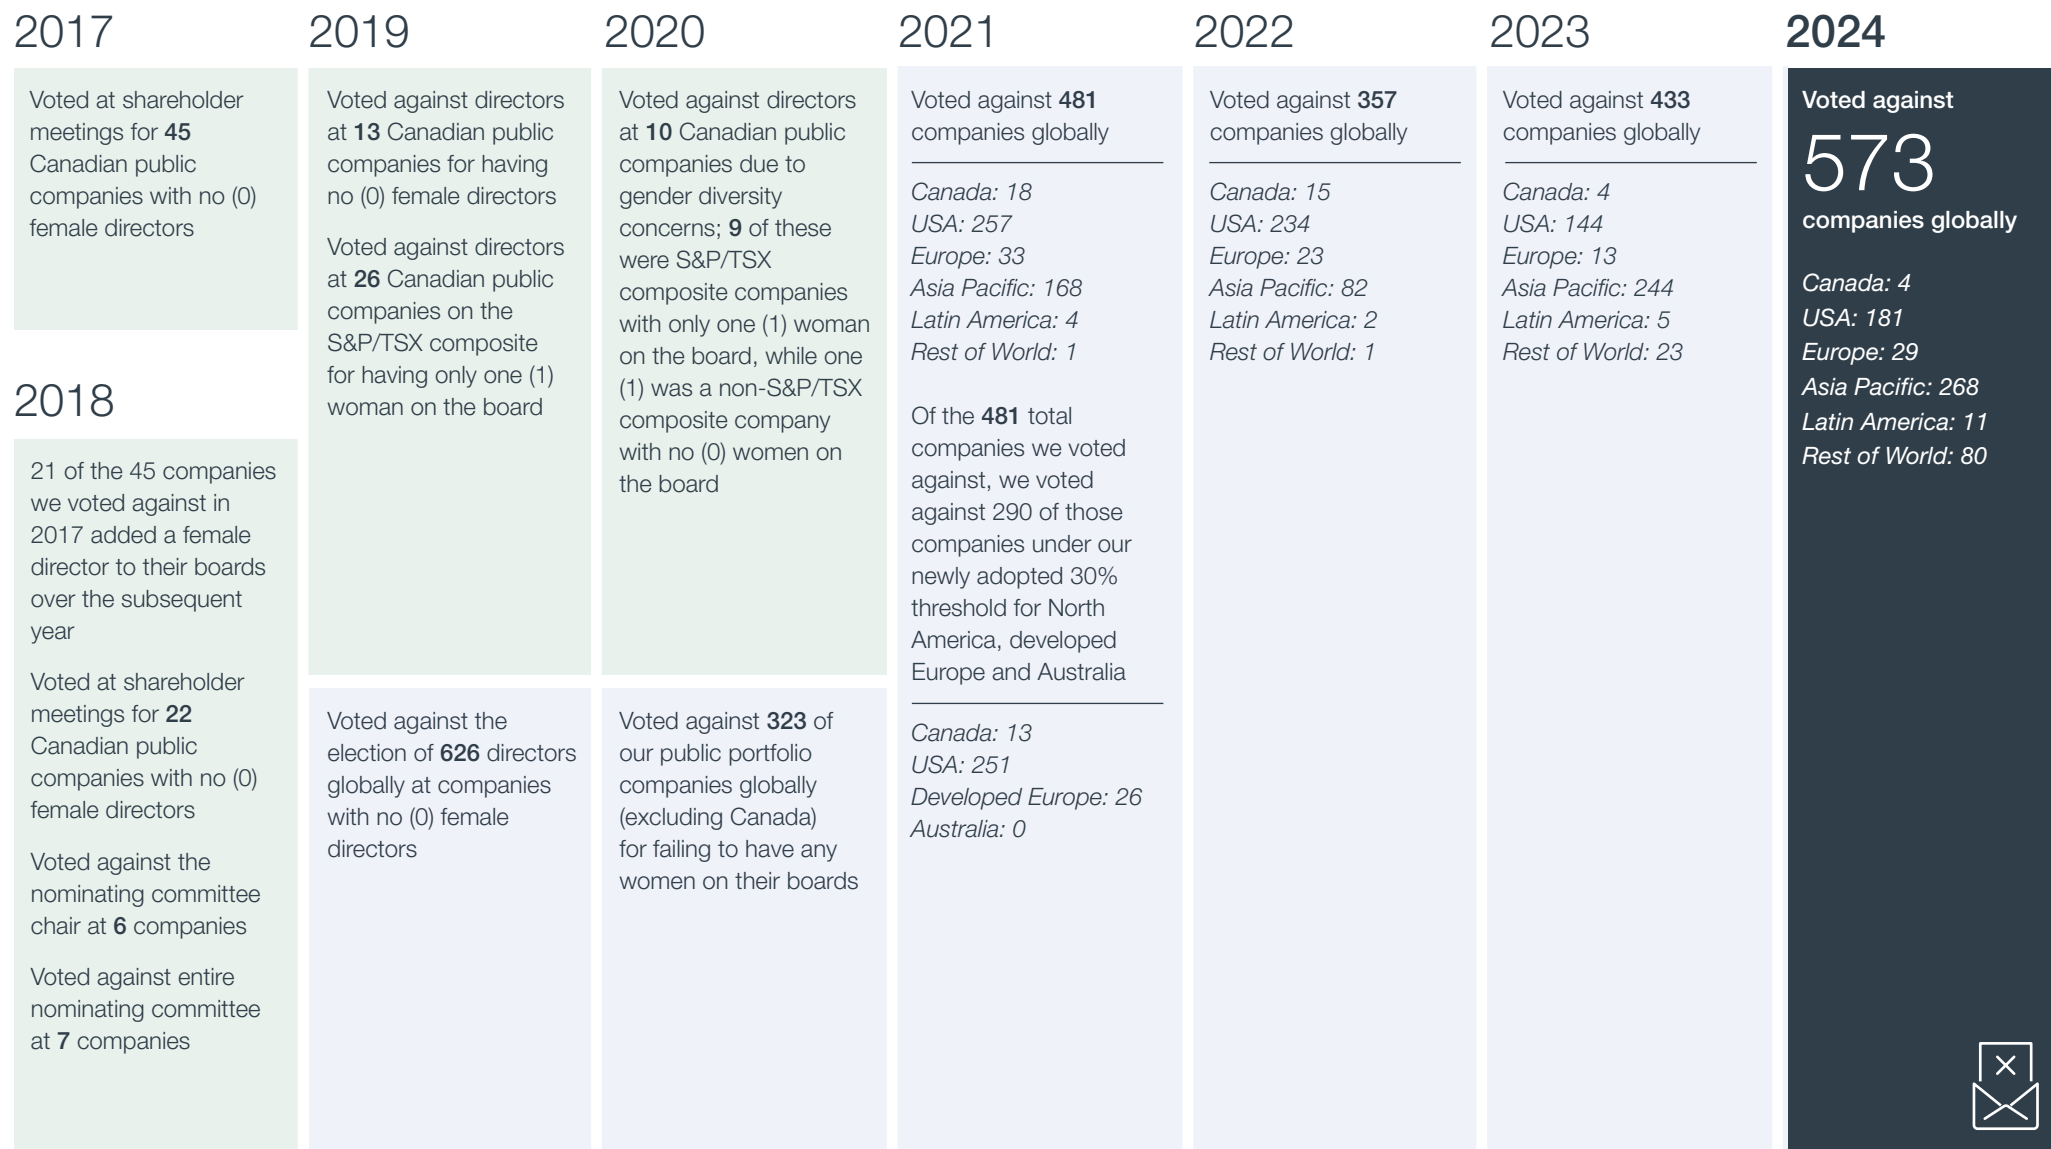 2017
Voted at shareholder
meetings for 45
Canadian public
companies with no (0)
female directors
2018
21 of the 45 companies
we voted against in
2017 added a female
director to their boards
over the subsequent
year
Voted at shareholder
meetings for 22
Canadian public
companies with no (0)
female directors
Voted against the
nominating committee
chair at 6 companies
Voted against entire
nominating committee
at 7 companies
2019
Voted against directors
at 13 Canadian public
companies for having
no (0) female directors
Voted against directors
at 26 Canadian public
companies on the
S&P/TSX composite
for having only one (1)
woman on the board
Voted against the
election of 626 directors
globally at companies
with no (0) female
directors
2020
Voted against directors
at 10 Canadian public
companies due to
gender diversity
concerns; 9 of these
were S&P/TSX
composite companies
with only one (1) woman
on the board, while one
(1) was a non-S&P/TSX
composite company
with no (0) women on
the board
Voted against 323 of
our public portfolio
companies globally
(excluding Canada)
for failing to have any
women on their boards
2021
Voted against 481
companies globally
Canada: 18
USA: 257
Europe: 33
Asia Pacific: 168
Latin America: 4
Rest of World: 1
Of the 481 total
companies we voted
against, we voted
against 290 of those
companies under our
newly adopted 30%
threshold for North
America, developed
Europe and Australia
Canada: 13
USA: 251
Developed Europe: 26
Australia: 0
2022
Voted against 357
companies globally
Canada: 15
USA: 234
Europe: 23
Asia Pacific: 82
Latin America: 2
Rest of World: 1
2023
Voted against 433
companies globally
Canada: 4
USA: 144
Europe: 13
Asia Pacific: 244
Latin America: 5
Rest of World: 23
2024
Voted against
573
companies globally
Canada: 4
USA: 181
Europe: 29
Asia Pacific: 268
Latin America: 11
Rest of World: 80